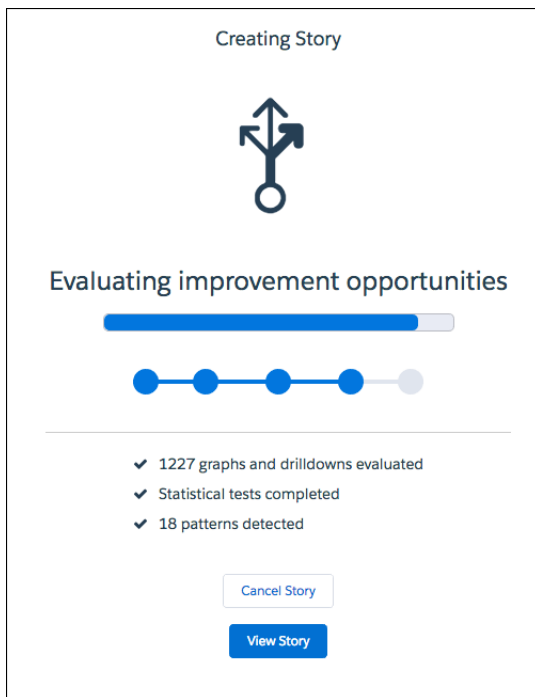 Creating Story
Evaluating improvement opportunities
1227 graphs and drilldowns evaluated
Statistical tests completed
18 patterns detected
Cancel Story
View Story